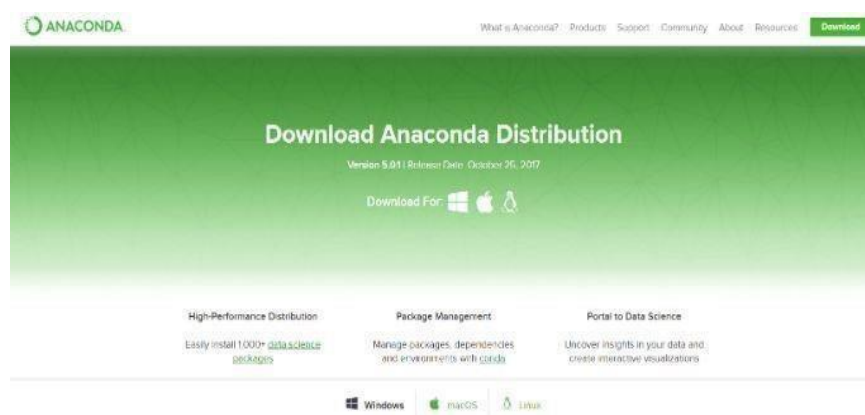 ANACONDA
What is Anaconda? Products Support Community About Resources Download
Download Anaconda Distribution
Version 5.0.1 | Release Date: October 25, 2017
Download For:
High-Performance Distribution
Easily install 1,000+ data science
packages
Package Management
Manage packages, dependencies
and environments with conda
Portal to Data Science
Uncover insights in your data and
create interactive visualizations
Windows macOS Linux